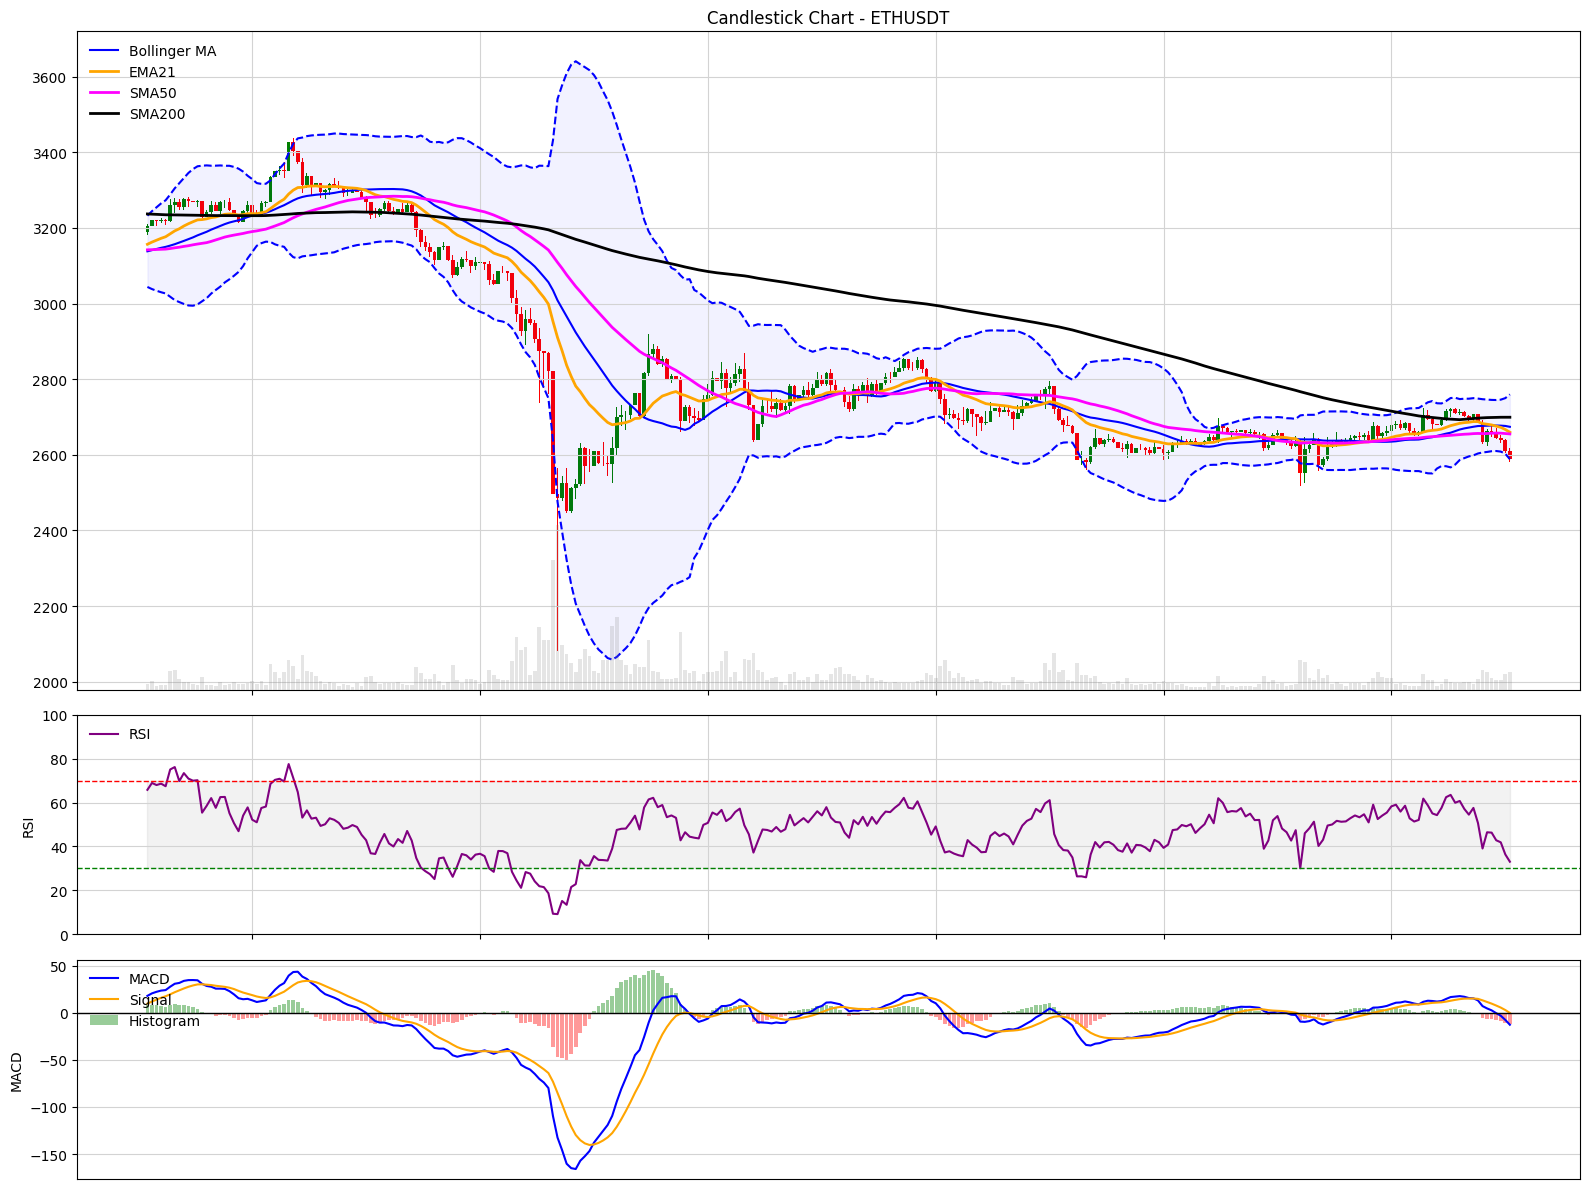 Candlestick Chart - ETHUSDT
Bollinger MA
EMA21
SMA50
SMA200
3600
3400
3200
3000
2800
2600
2400
2200
2000
100
80
60
40
20
0
RSI
RSI
50
0
−50
−100
−150
MACD
MACD
Signal
Histogram